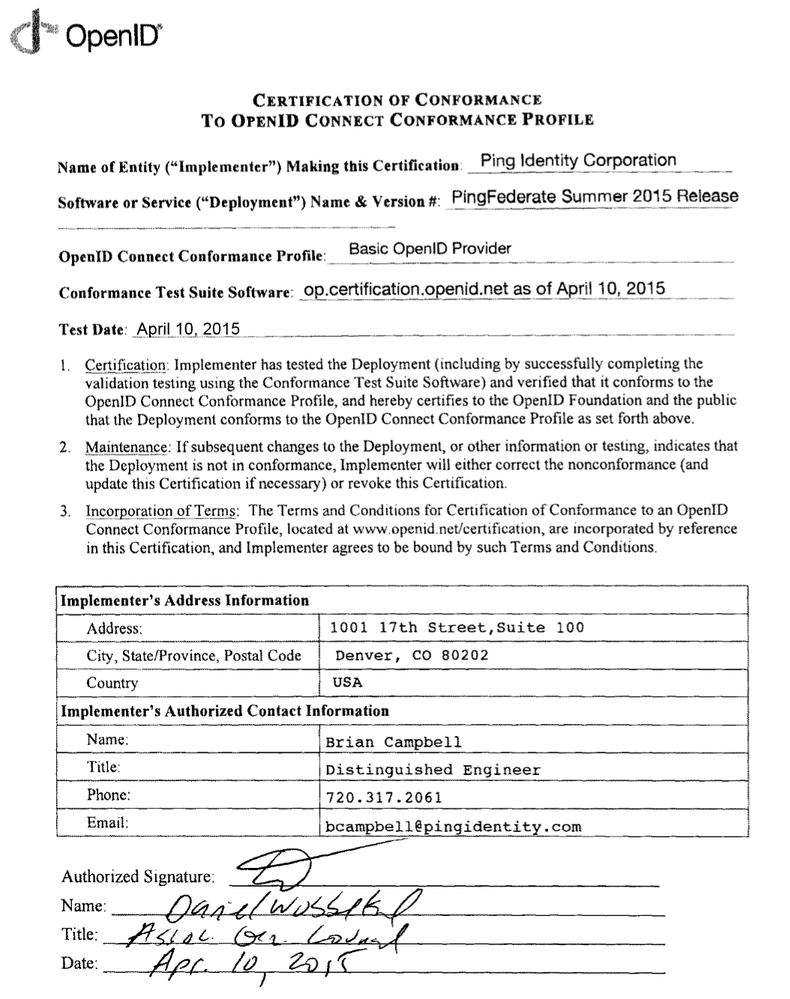 OpenID®
CERTIFICATION OF CONFORMANCE
TO OPENID CONNECT CONFORMANCE PROFILE
Name of Entity (“Implementer”) Making this Certification: Ping Identity Corporation
Software or Service (“Deployment”) Name & Version #: PingFederate Summer 2015 Release
OpenID Connect Conformance Profile: Basic OpenID Provider
Conformance Test Suite Software: op.certification.openid.net as of April 10, 2015
Test Date: April 10, 2015
1. Certification: Implementer has tested the Deployment (including by successfully completing the
validation testing using the Conformance Test Suite Software) and verified that it conforms to the
OpenID Connect Conformance Profile, and hereby certifies to the OpenID Foundation and the public
that the Deployment conforms to the OpenID Connect Conformance Profile as set forth above.
2. Maintenance: If subsequent changes to the Deployment, or other information or testing, indicates that
the Deployment is not in conformance, Implementer will either correct the nonconformance (and
update this Certification if necessary) or revoke this Certification.
3. Incorporation of Terms: The Terms and Conditions for Certification of Conformance to an OpenID
Connect Conformance Profile, located at www.openid.net/certification, are incorporated by reference
in this Certification, and Implementer agrees to be bound by such Terms and Conditions.
Implementer’s Address Information
Address: 1001 17th Street,Suite 100
City, State/Province, Postal Code Denver, CO 80202
Country USA
Implementer’s Authorized Contact Information
Name: Brian Campbell
Title: Distinguished Engineer
Phone: 720.317.2061
Email: bcampbell@pingidentity.com
Authorized Signature:
Name: Daniel
Title: Assoc. Gen. Counsel
Date: Apr. 10, 2015